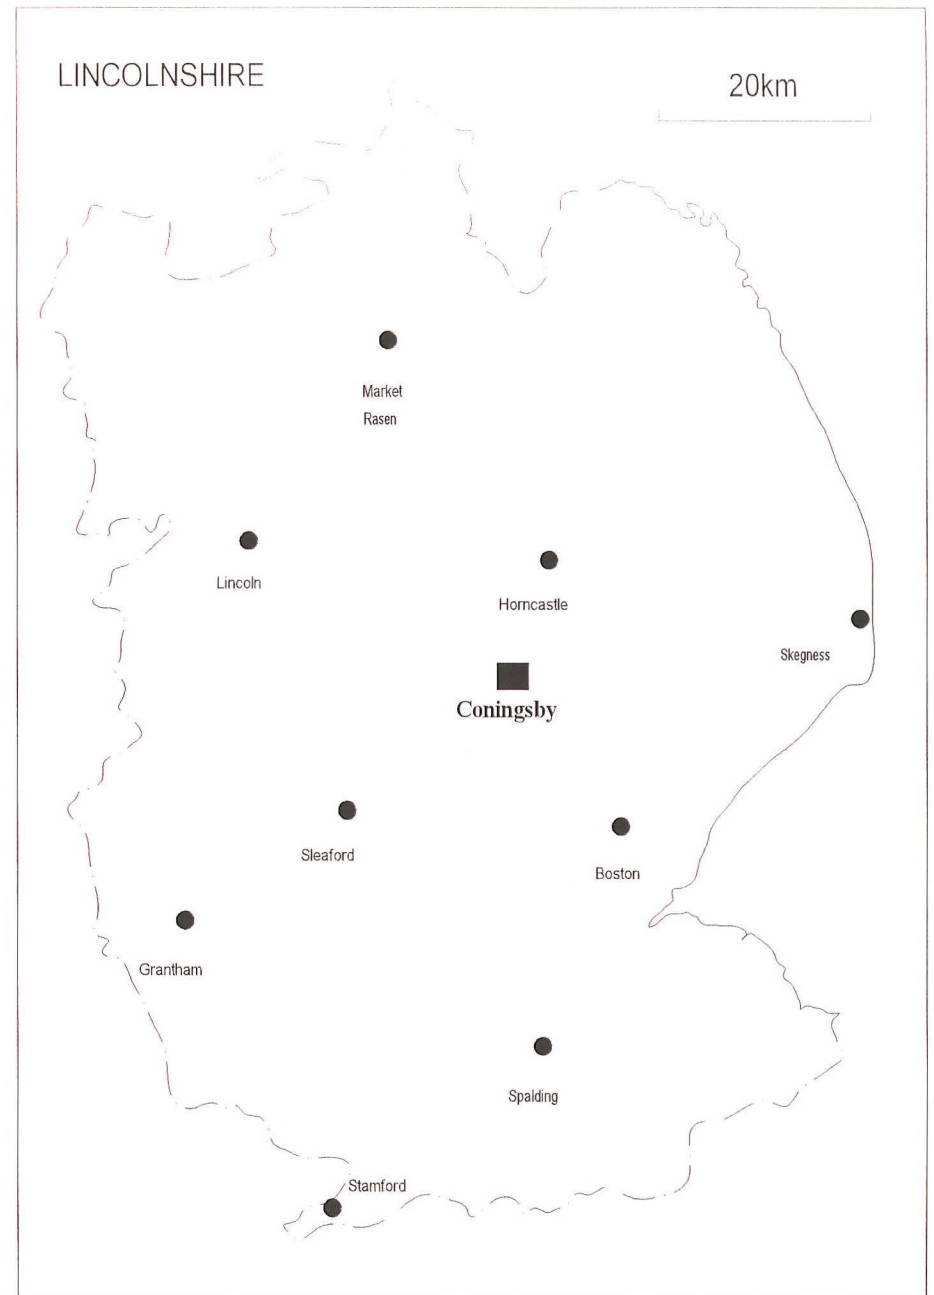 LINCOLNSHIRE
20km
Market
Rasen
Lincoln
Horncastle
Skegness
Coningsby
Sleaford
Boston
Grantham
Spalding
Stamford